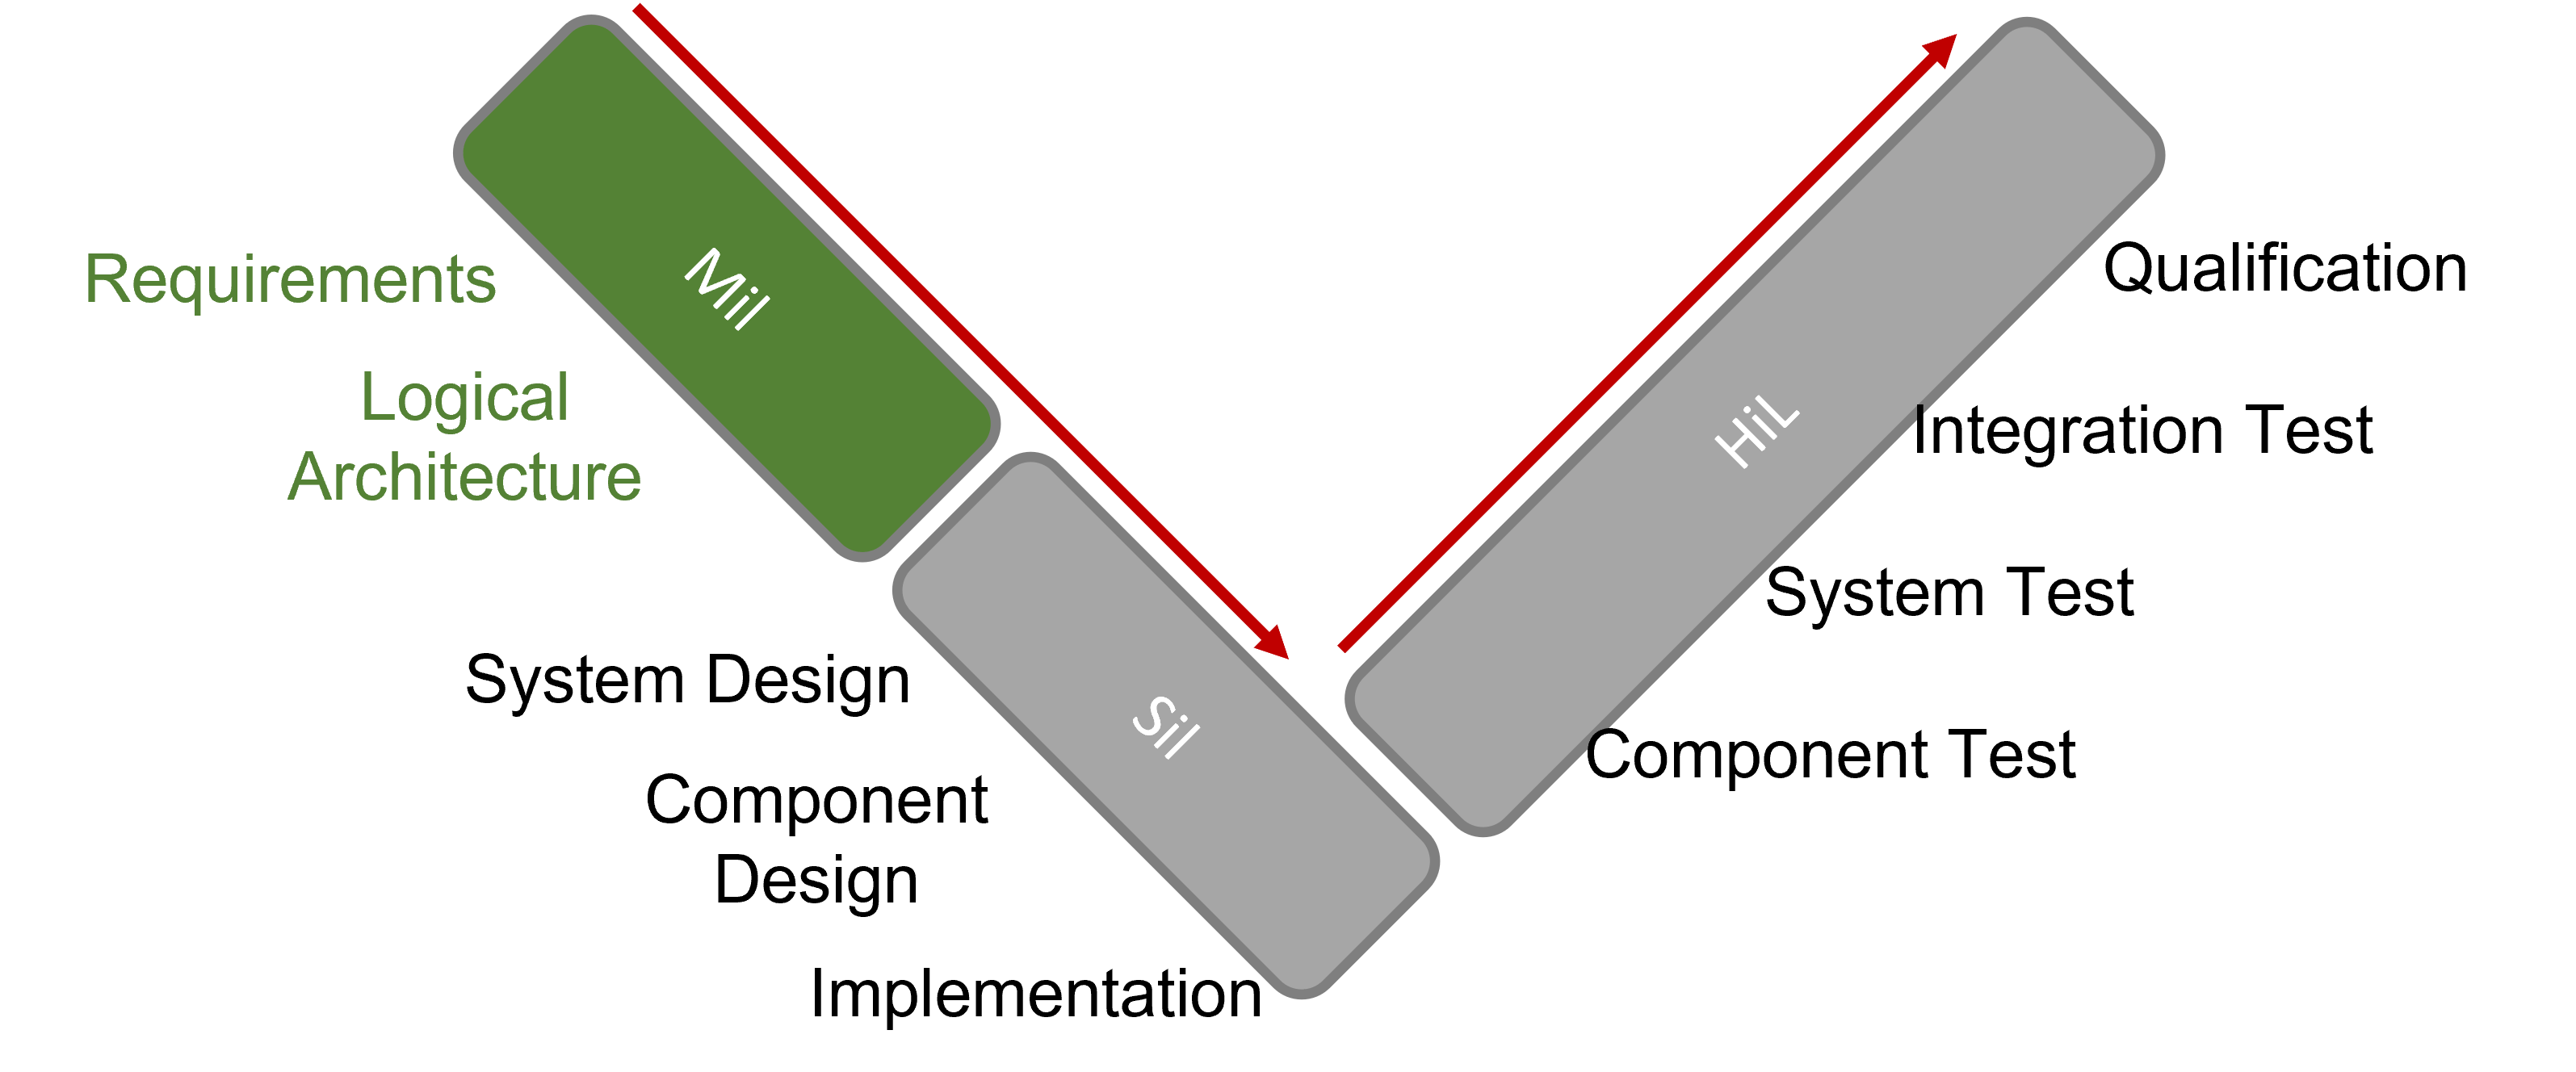 Mil
Requirements
Logical
Architecture
Sil
System Design
Component
Design
Implementation
HiL
Qualification
Integration Test
System Test
Component Test